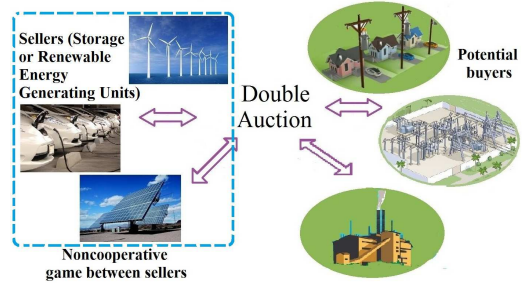 Sellers (Storage
or Renewable
Energy
Generating Units)
Double
Auction
Potential
buyers
Noncooperative
game between sellers